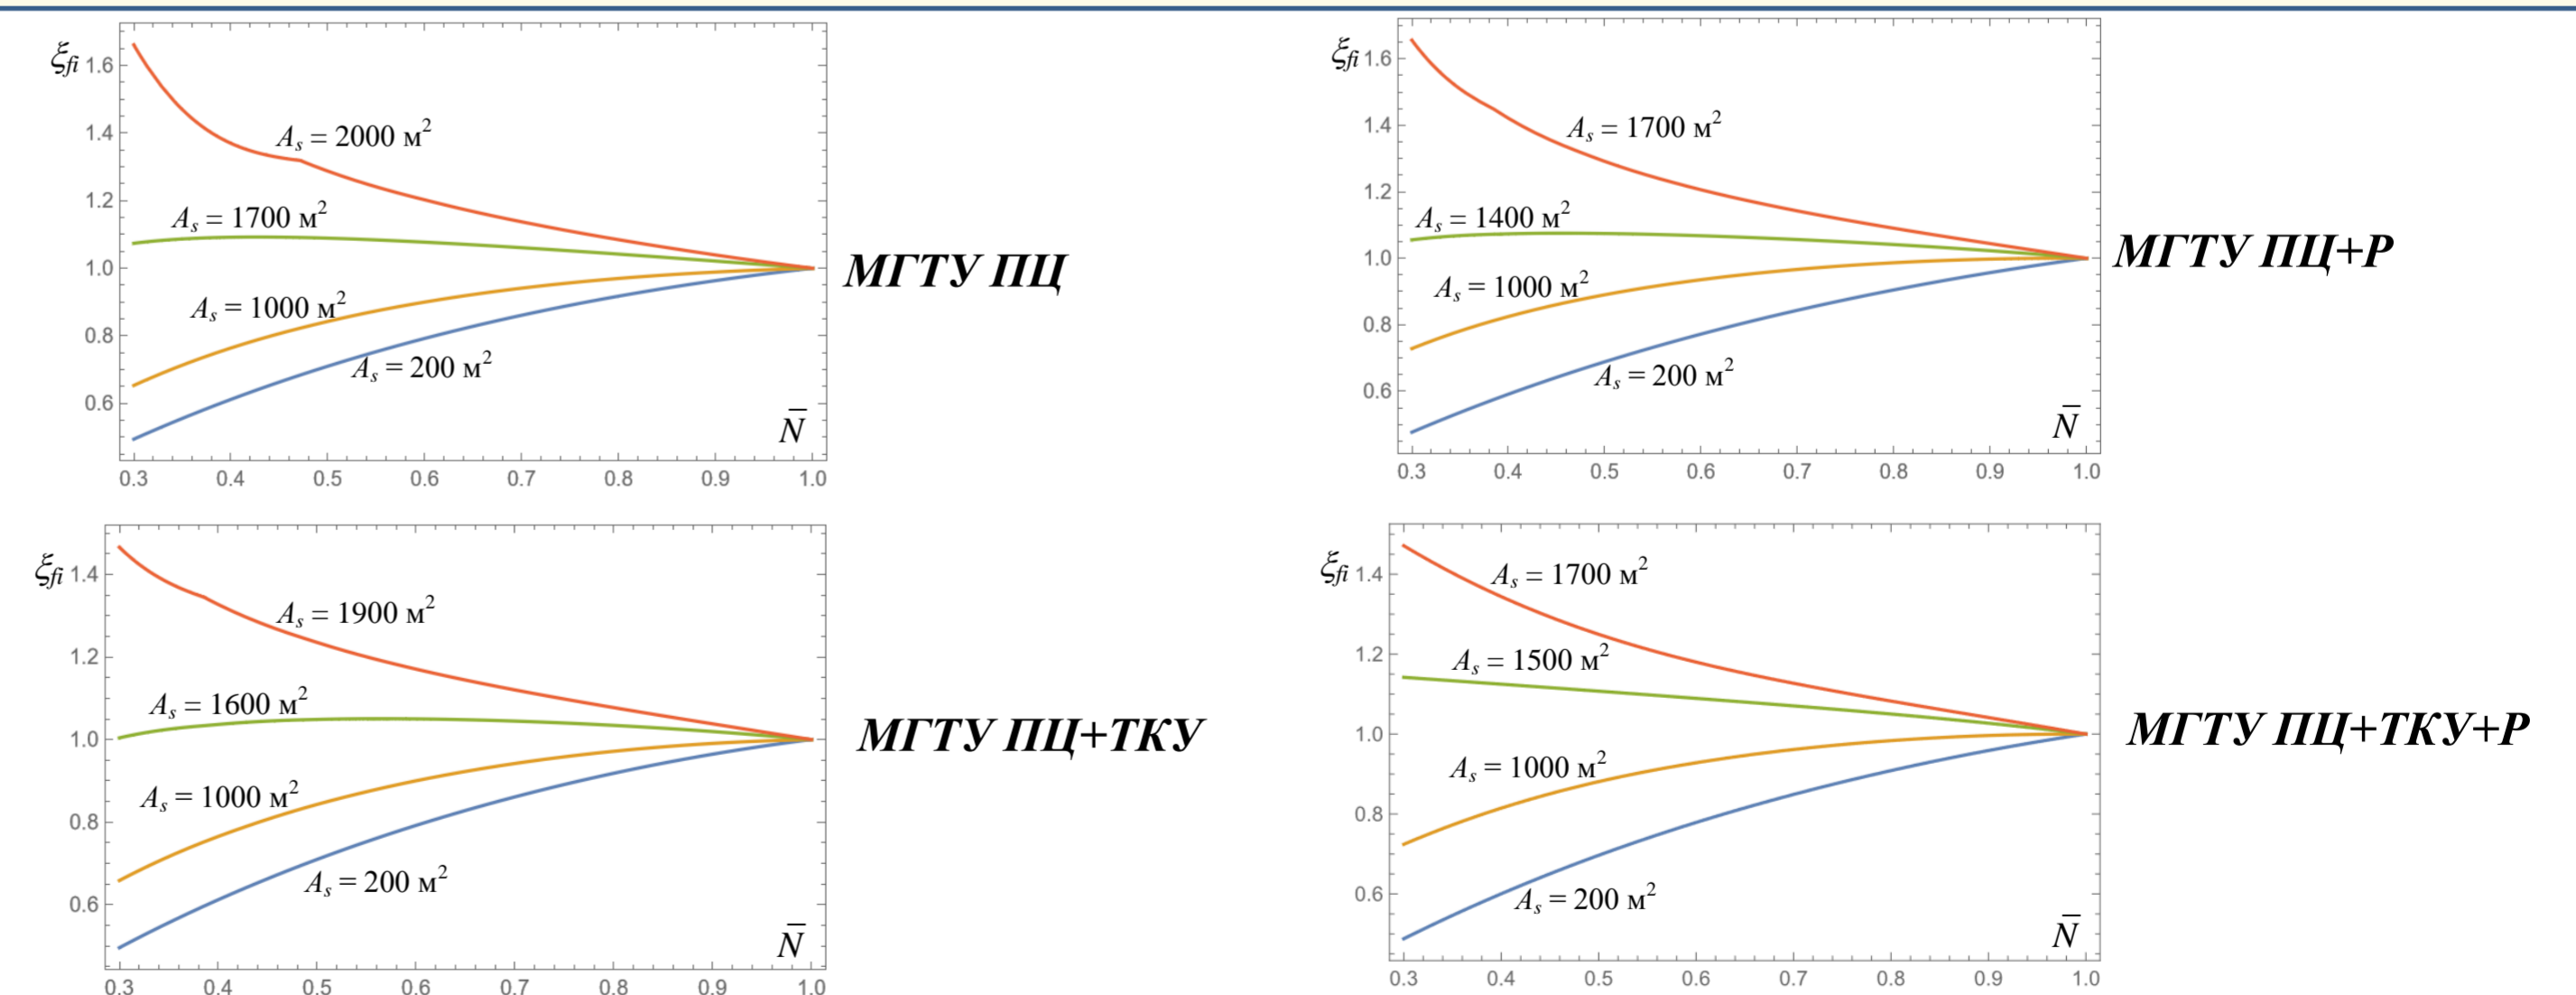 ξfi 1.6
1.4
1.2
1.0
0.8
0.6
As = 2000 м²
As = 1700 м²
As = 1000 м²
As = 200 м²
N̄
0.3 0.4 0.5 0.6 0.7 0.8 0.9 1.0
МГТУ ПЦ
ξfi 1.6
1.4
1.2
1.0
0.8
0.6
As = 1700 м²
As = 1400 м²
As = 1000 м²
As = 200 м²
N̄
0.3 0.4 0.5 0.6 0.7 0.8 0.9 1.0
МГТУ ПЦ+Р
ξfi 1.4
1.2
1.0
0.8
0.6
As = 1900 м²
As = 1600 м²
As = 1000 м²
As = 200 м²
N̄
0.3 0.4 0.5 0.6 0.7 0.8 0.9 1.0
МГТУ ПЦ+ТКУ
ξfi 1.4
1.2
1.0
0.8
0.6
As = 1700 м²
As = 1500 м²
As = 1000 м²
As = 200 м²
N̄
0.3 0.4 0.5 0.6 0.7 0.8 0.9 1.0
МГТУ ПЦ+ТКУ+Р